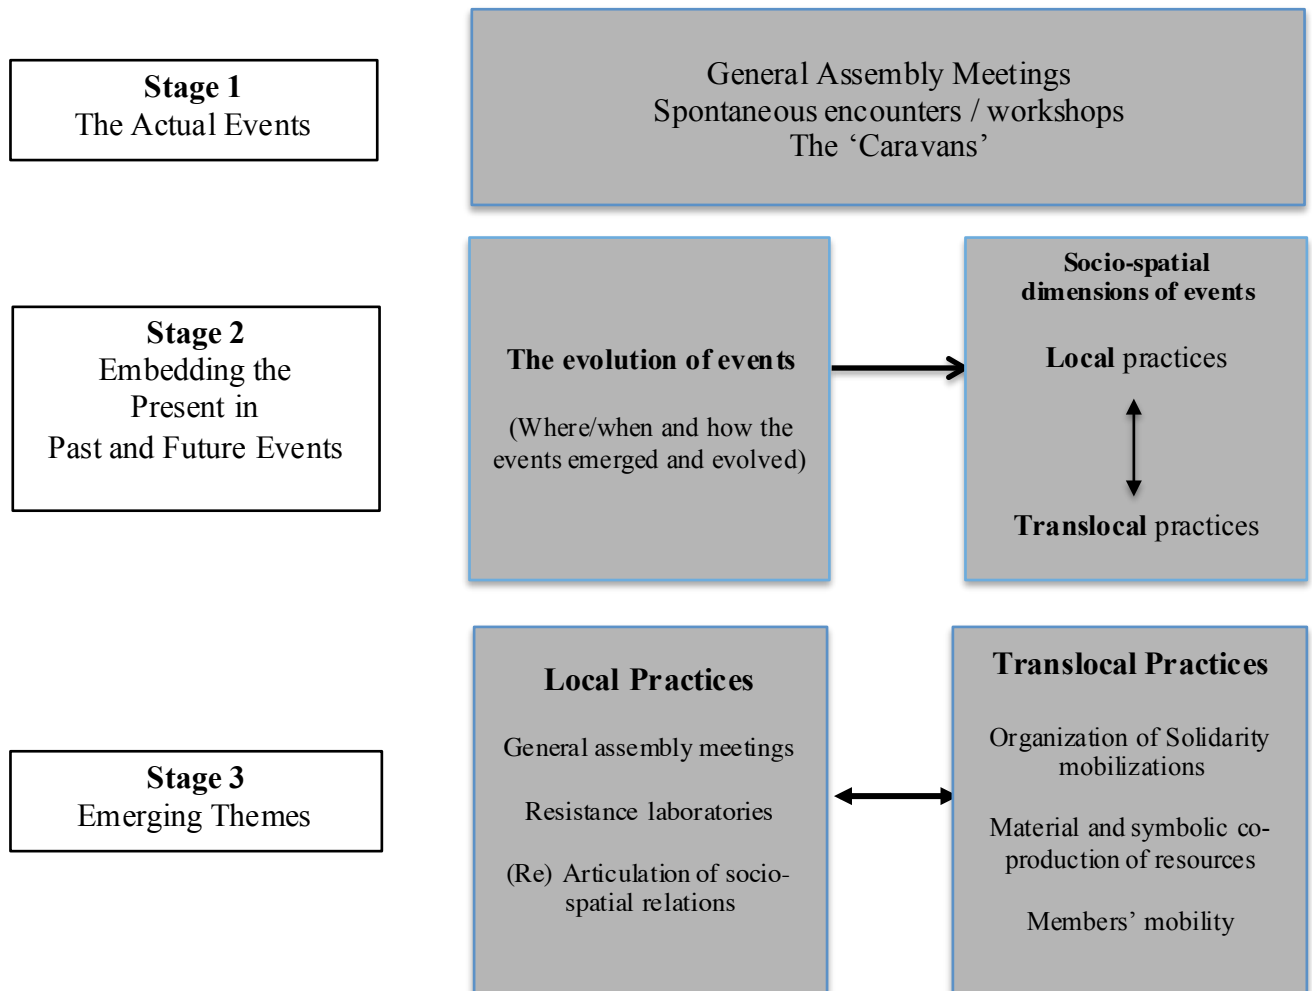 Stage 1
The Actual Events
General Assembly Meetings
Spontaneous encounters / workshops
The ‘Caravans’
Stage 2
Embedding the
Present in
Past and Future Events
The evolution of events
(Where/when and how the
events emerged and evolved)
Socio-spatial
dimensions of events
Local practices
Translocal practices
Stage 3
Emerging Themes
Local Practices
General assembly meetings
Resistance laboratories
(Re) Articulation of socio-
spatial relations
Translocal Practices
Organization of Solidarity
mobilizations
Material and symbolic co-
production of resources
Members’ mobility